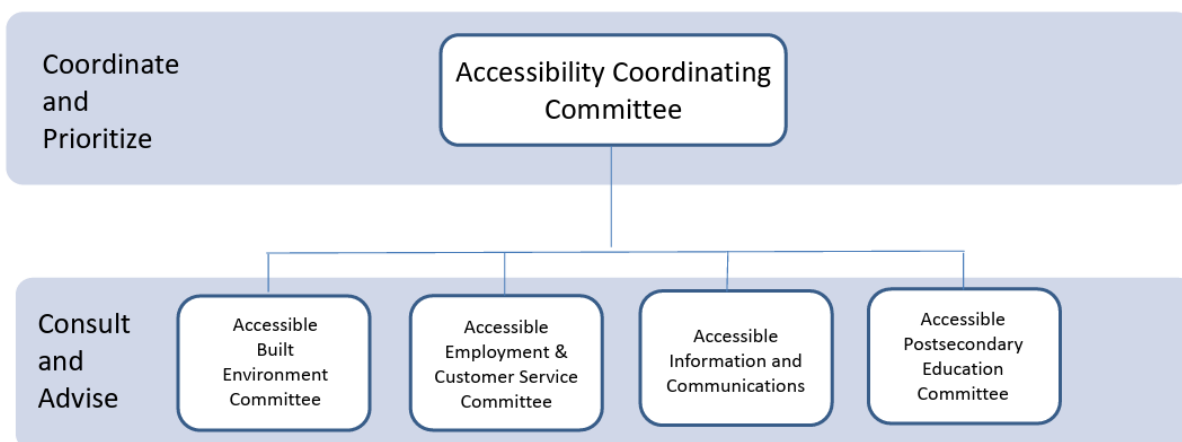 Coordinate
and
Prioritize
Accessibility Coordinating
Committee
Consult
and
Advise
Accessible
Built
Environment
Committee
Accessible
Employment &
Customer Service
Committee
Accessible
Information and
Communications
Accessible
Postsecondary
Education
Committee